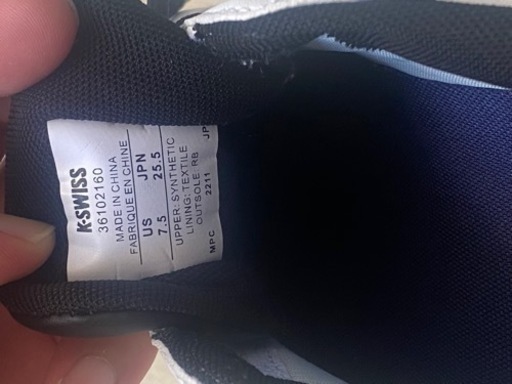 K·SWISS
36102160
MADE IN CHINA
FABRIQUE EN CHINE
US JPN
7.5 25.5
UPPER: SYNTHETIC
LINING: TEXTILE
OUTSOLE RB
2211
MPC JP